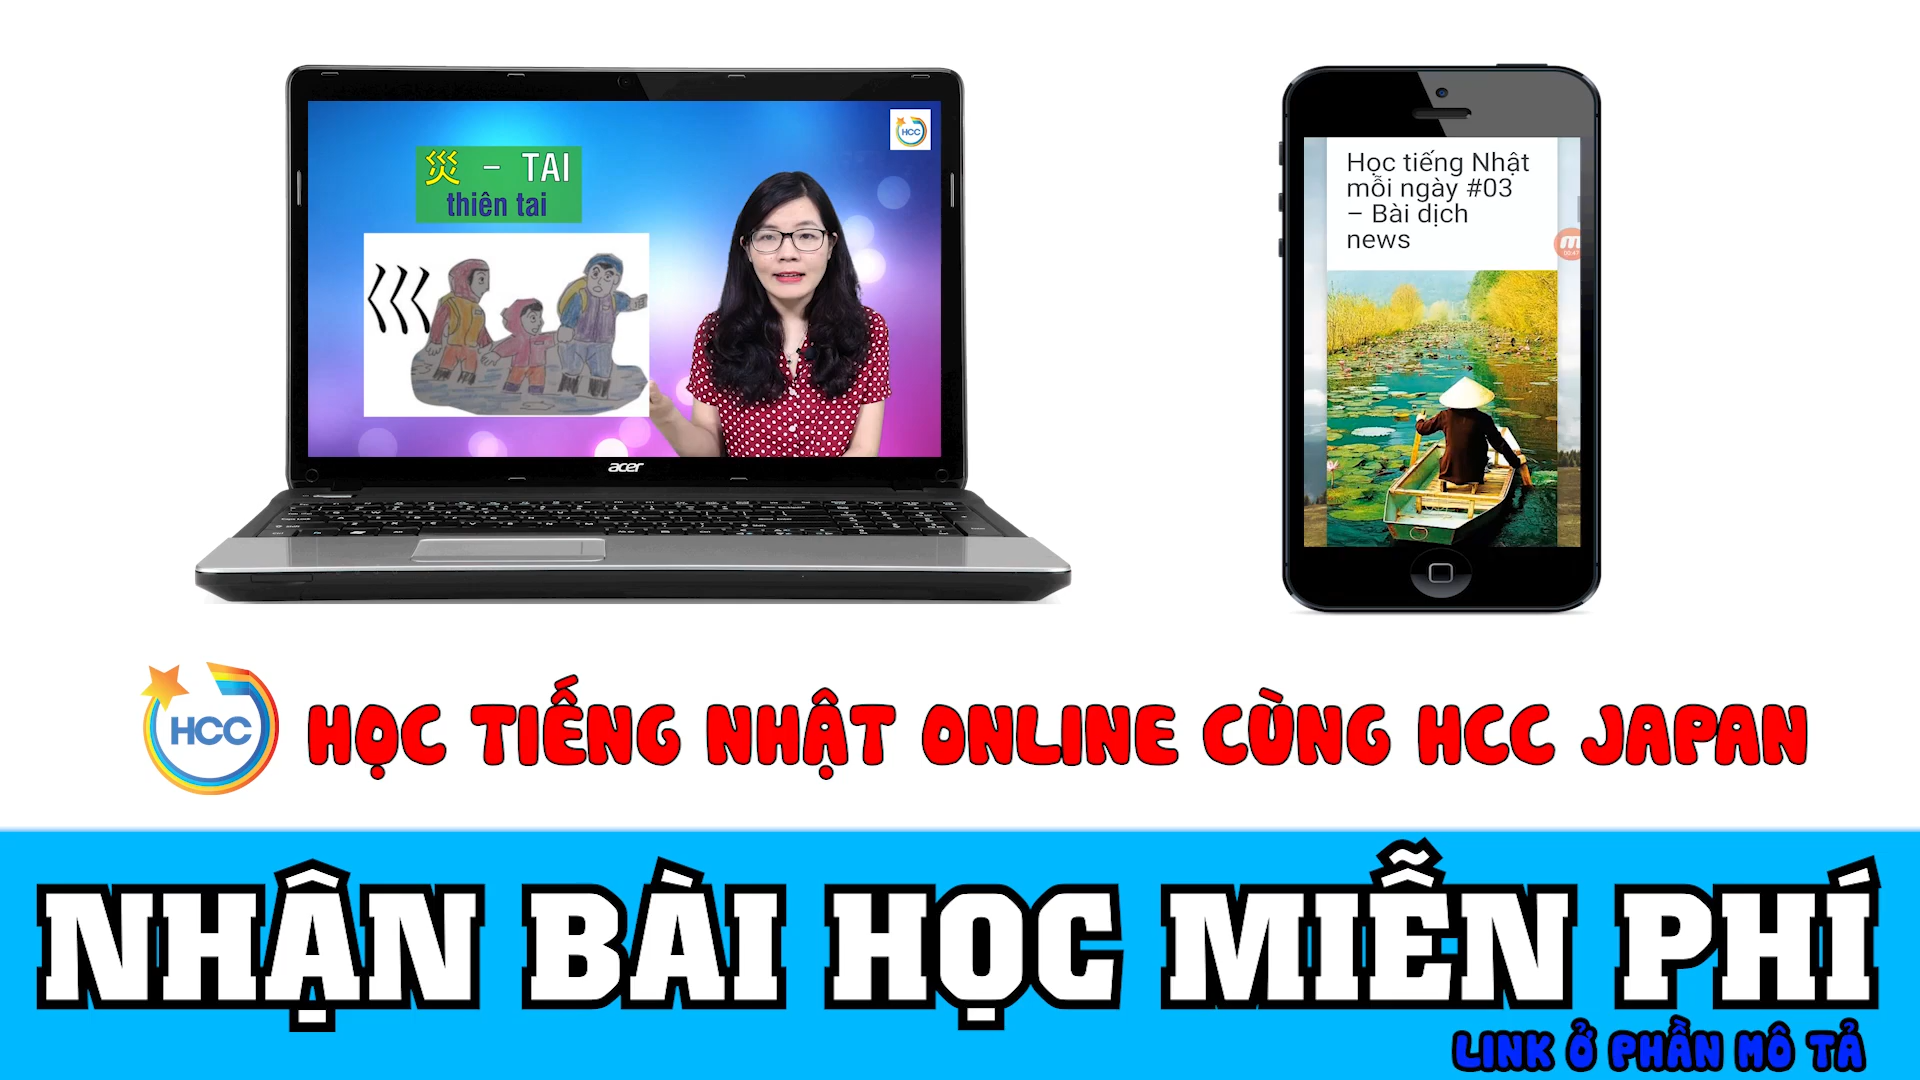 HCC
災 - TAI
thiên tai
acer
Học tiếng Nhật
mỗi ngày #03
– Bài dịch
news
HCC
HỌC TIẾNG NHẬT ONLINE CÙNG HCC JAPAN
NHẬN BÀI HỌC MIỄN PHÍ
LINK Ở PHẦN MÔ TẢ